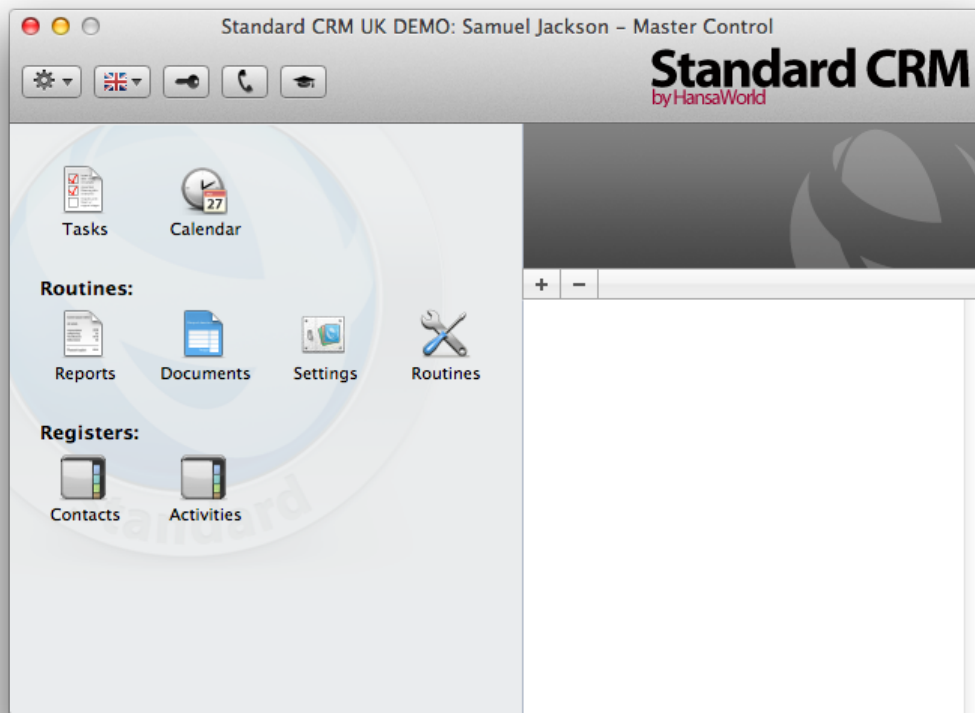 Standard CRM UK DEMO: Samuel Jackson – Master Control
Standard CRM
by HansaWorld
27
Tasks Calendar
Routines:
Reports Documents Settings Routines
Registers:
Contacts Activities
Standard